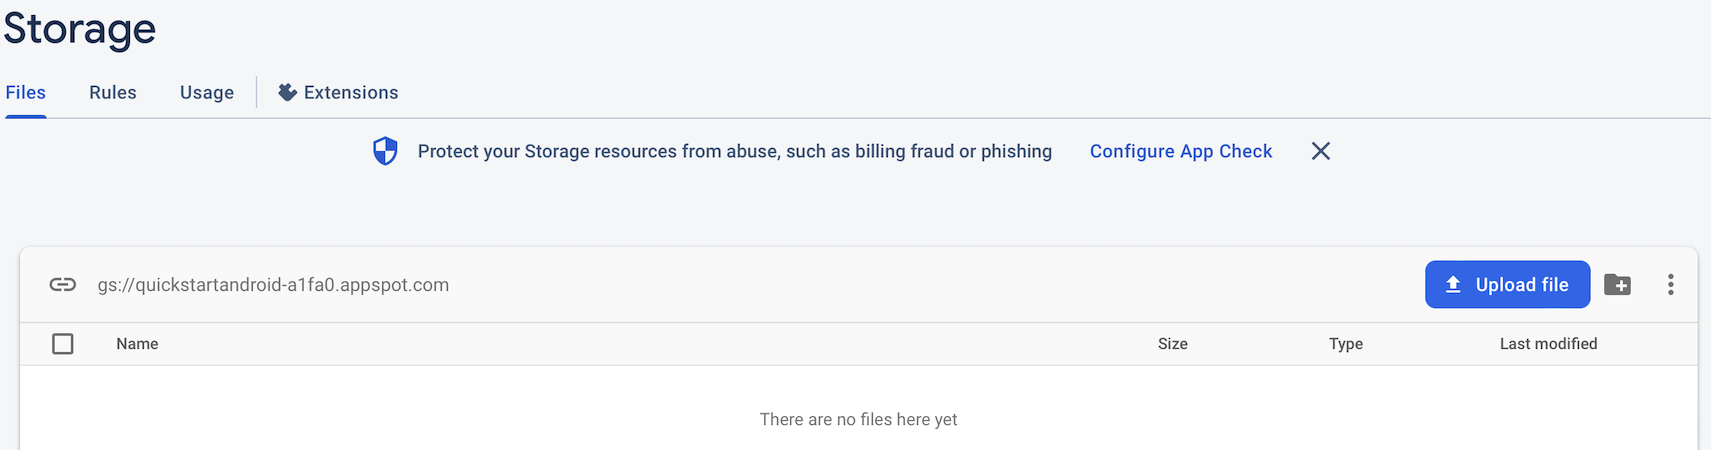 Storage
Files Rules Usage Extensions
Protect your Storage resources from abuse, such as billing fraud or phishing Configure App Check
gs://quickstartandroid-a1fa0.appspot.com Upload file
Name Size Type Last modified
There are no files here yet